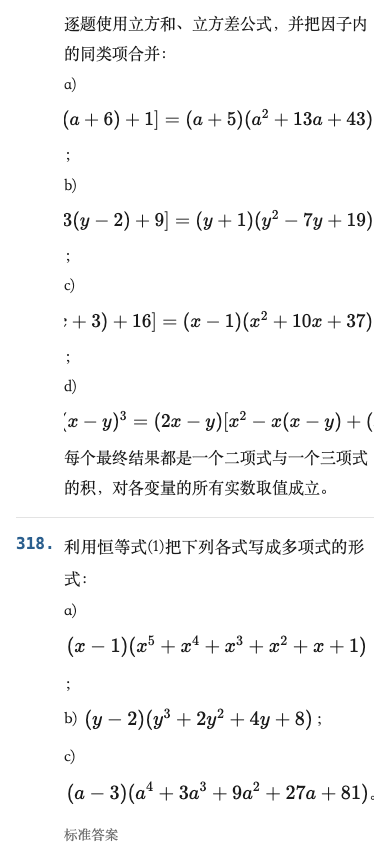 逐题使用立方和、立方差公式，并把因子内
的同类项合并：
a)
(a + 6) + 1] = (a + 5)(a² + 13a + 43)
;
b)
3(y − 2) + 9] = (y + 1)(y² − 7y + 19)
;
c)
+ 3) + 16] = (x − 1)(x² + 10x + 37)
;
d)
(x − y)³ = (2x − y)[x² − x(x − y) + (
每个最终结果都是一个二项式与一个三项式
的积，对各变量的所有实数取值成立。
318. 利用恒等式(1)把下列各式写成多项式的形
式：
a)
(x − 1)(x⁵ + x⁴ + x³ + x² + x + 1)
;
b) (y − 2)(y³ + 2y² + 4y + 8) ;
c)
(a − 3)(a⁴ + 3a³ + 9a² + 27a + 81)。
标准答案